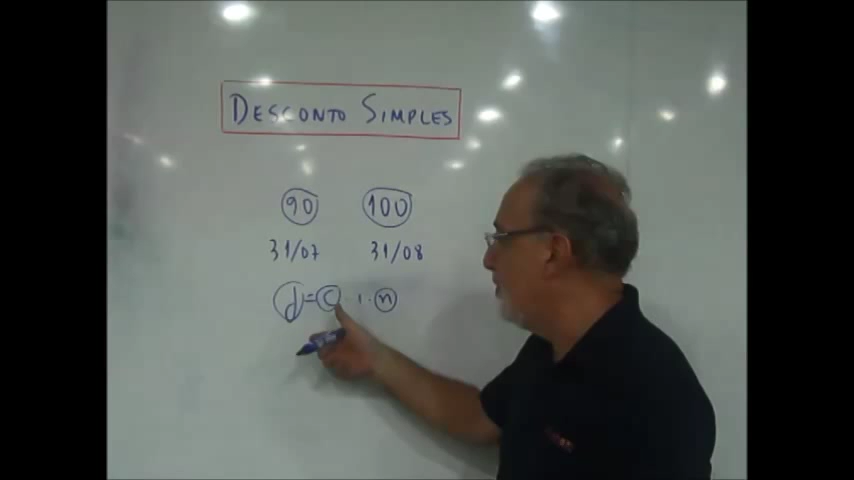 DESCONTO SIMPLES
90 100
31/07 31/08
d = C · i · n